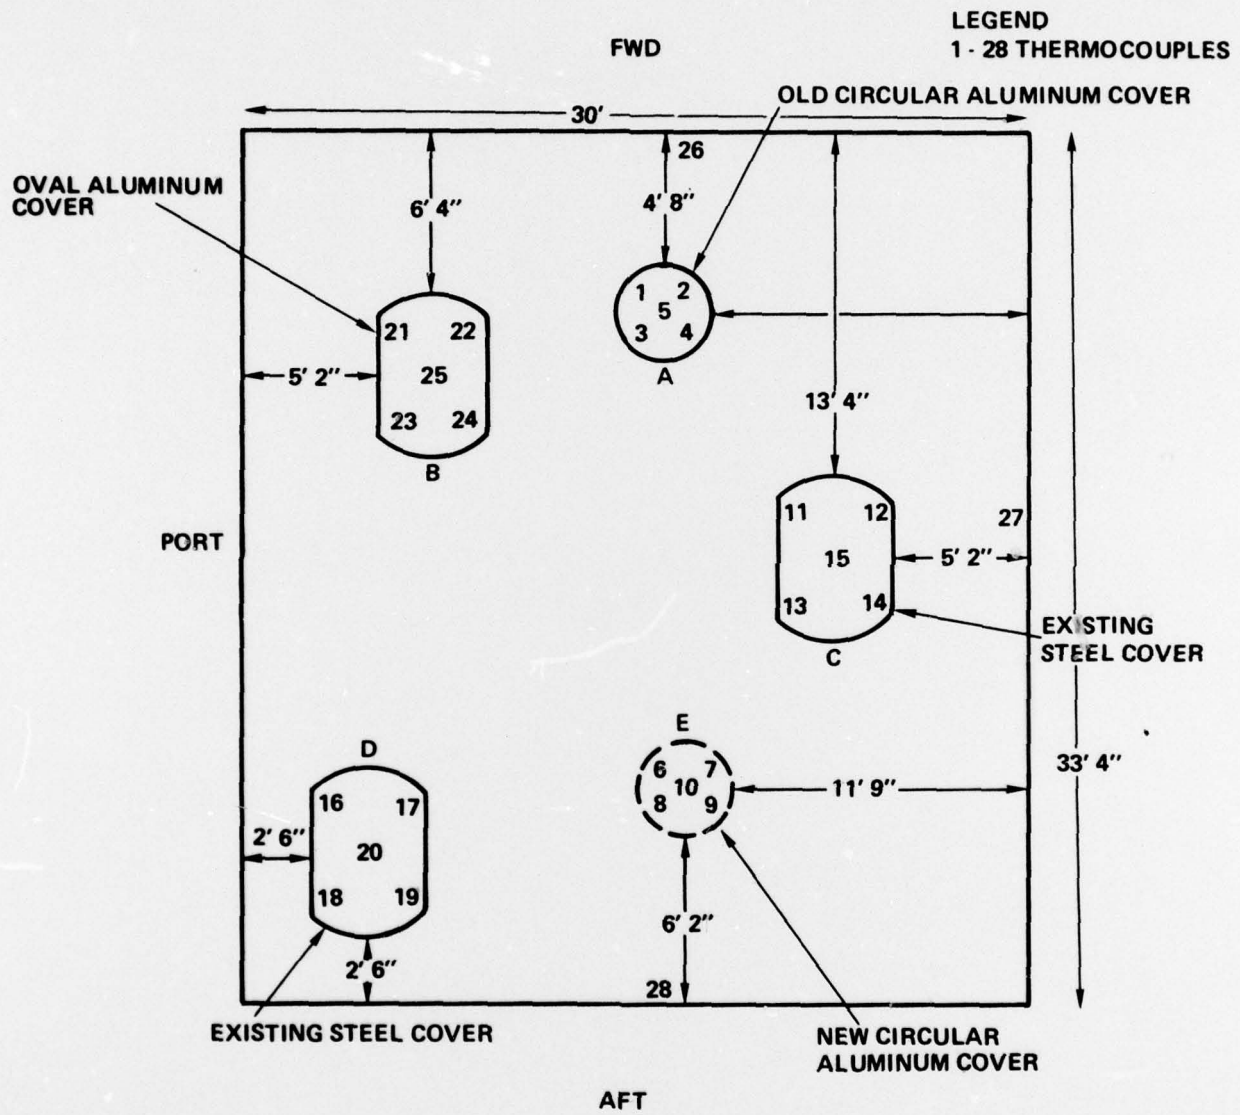 LEGEND
1 - 28 THERMOCOUPLES
FWD
OLD CIRCULAR ALUMINUM COVER
30'
26
OVAL ALUMINUM
COVER
6' 4"
4' 8"
1 2
5
3 4
A
21 22
25
23 24
B
5' 2"
13' 4"
11 12
15
13 14
C
27
5' 2"
PORT
EXISTING
STEEL COVER
33' 4"
E
6 7
10
8 9
11' 9"
D
16 17
20
18 19
2' 6"
2' 6"
6' 2"
28
EXISTING STEEL COVER
NEW CIRCULAR
ALUMINUM COVER
AFT